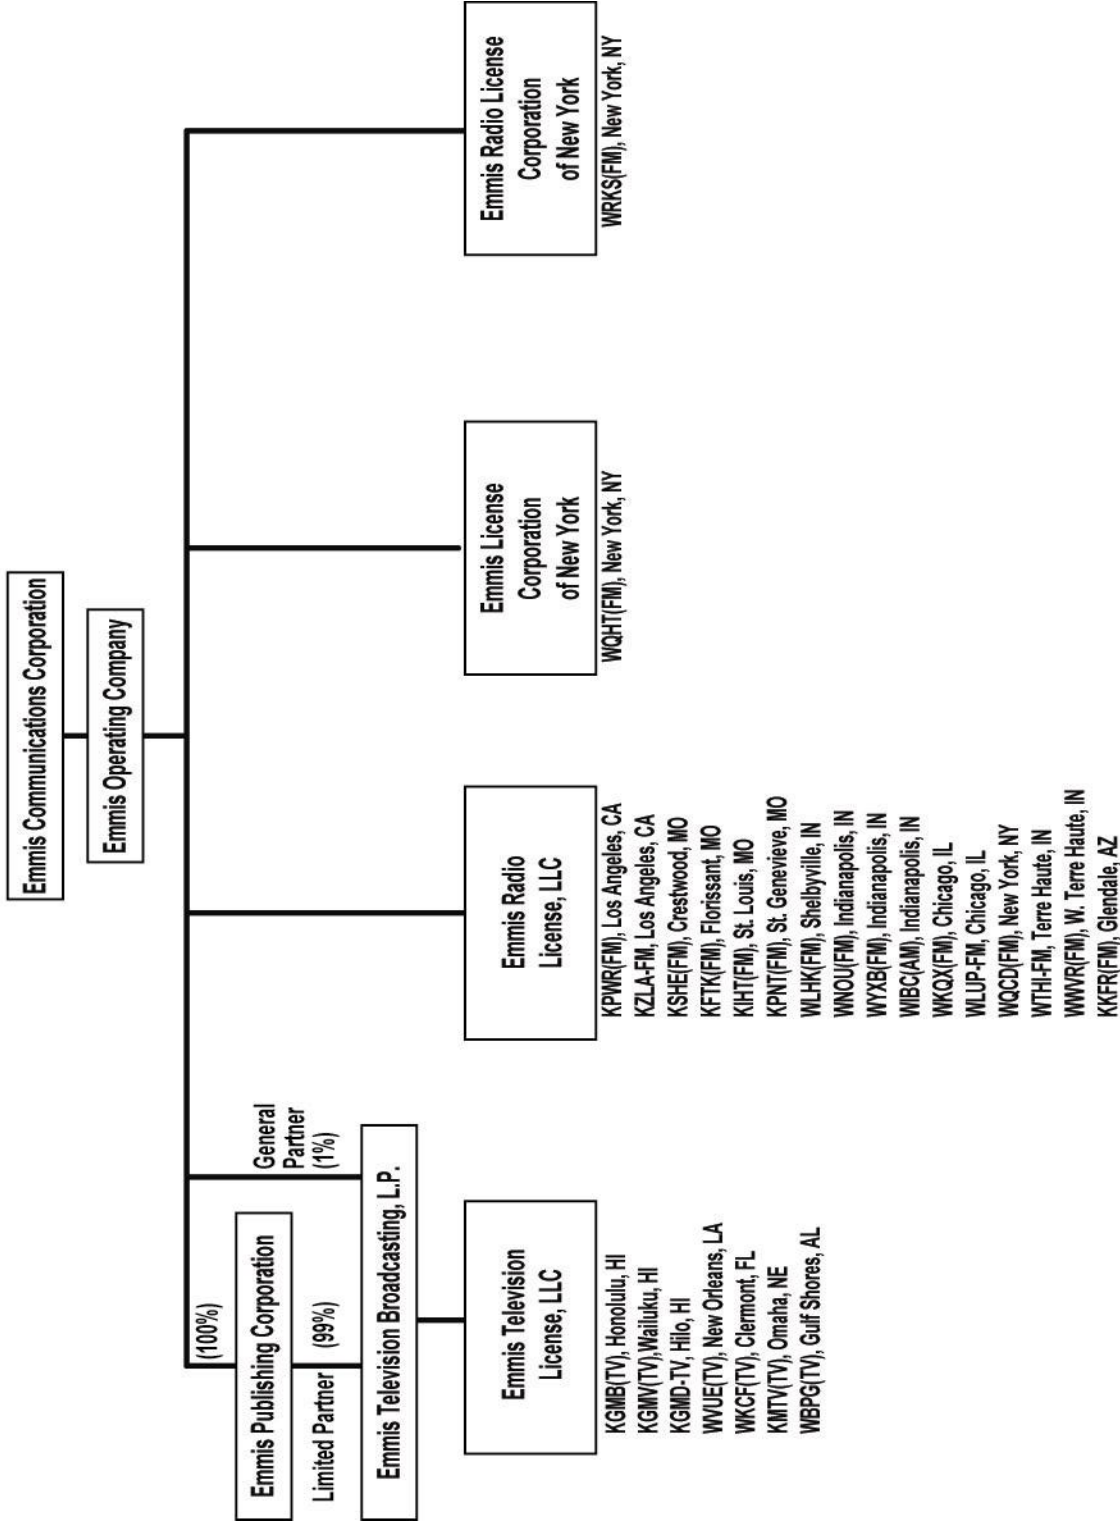 Emmis Communications Corporation
Emmis Operating Company
(100%)
Emmis Publishing Corporation
Limited Partner
(99%)
General
Partner
(1%)
Emmis Television Broadcasting, L.P.
Emmis Television
License, LLC
KGMB(TV), Honolulu, HI
KGMV(TV),Wailuku, HI
KGMD-TV, Hilo, HI
WVUE(TV), New Orleans, LA
WKCF(TV), Clermont, FL
KMTV(TV), Omaha, NE
WBPG(TV), Gulf Shores, AL
Emmis Radio
License, LLC
KPWR(FM), Los Angeles, CA
KZLA-FM, Los Angeles, CA
KSHE(FM), Crestwood, MO
KFTK(FM), Florissant, MO
KIHT(FM), St. Louis, MO
KPNT(FM), St. Genevieve, MO
WLHK(FM), Shelbyville, IN
WNOU(FM), Indianapolis, IN
WYXB(FM), Indianapolis, IN
WIBC(AM), Indianapolis, IN
WKQX(FM), Chicago, IL
WLUP-FM, Chicago, IL
WQCD(FM), New York, NY
WTHI-FM, Terre Haute, IN
WWVR(FM), W. Terre Haute, IN
KKFR(FM), Glendale, AZ
Emmis License
Corporation
of New York
WQHT(FM), New York, NY
Emmis Radio License
Corporation
of New York
WRKS(FM), New York, NY